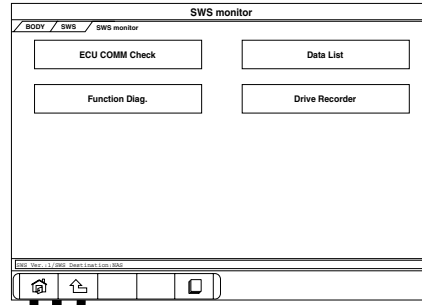 SWS monitor
BODY SWS SWS monitor
ECU COMM Check Data List
Function Diag. Drive Recorder
SWS Ver.:1/SWS Destination:NAS